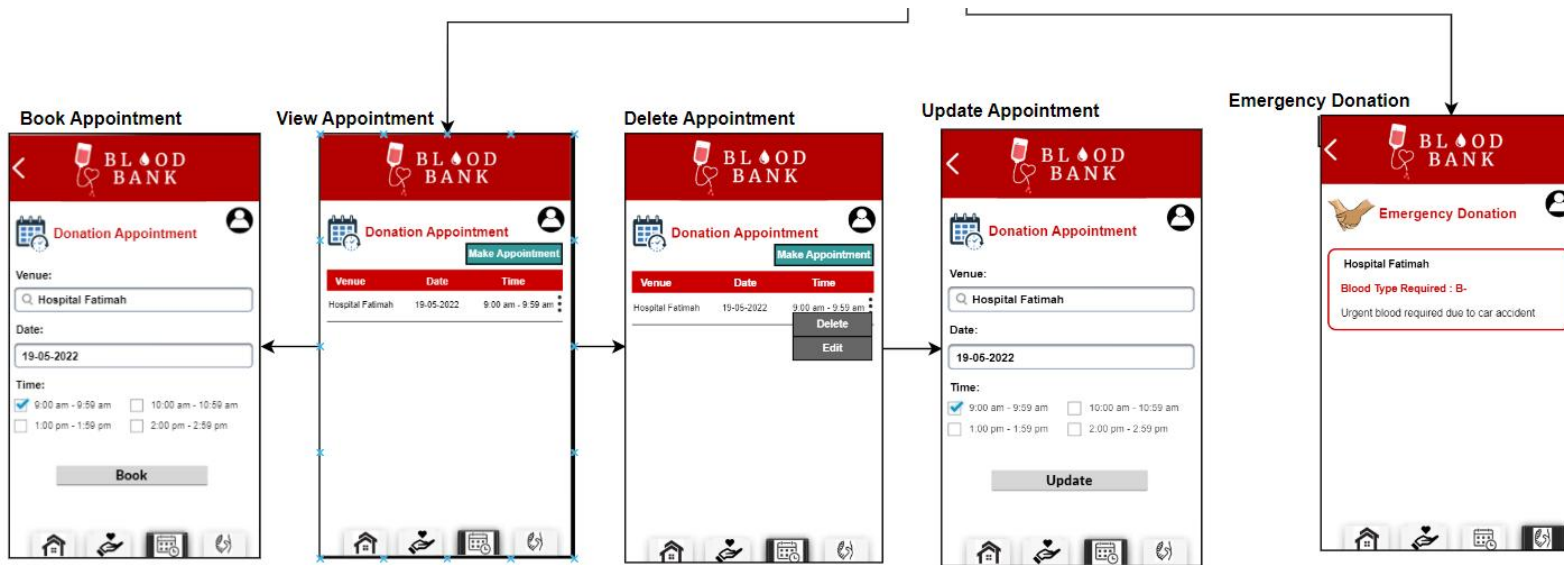 Book Appointment
BLOOD
BANK
Donation Appointment
Venue:
Hospital Fatimah
Date:
19-05-2022
Time:
9:00 am - 9:59 am 10:00 am - 10:59 am
1:00 pm - 1:59 pm 2:00 pm - 2:59 pm
Book
View Appointment
BLOOD
BANK
Donation Appointment
Make Appointment
Venue Date Time
Hospital Fatimah 19-05-2022 9:00 am - 9:59 am
Delete Appointment
BLOOD
BANK
Donation Appointment
Make Appointment
Venue Date Time
Hospital Fatimah 19-05-2022 9:00 am - 9:59 am
Delete
Edit
Update Appointment
BLOOD
BANK
Donation Appointment
Venue:
Hospital Fatimah
Date:
19-05-2022
Time:
9:00 am - 9:59 am 10:00 am - 10:59 am
1:00 pm - 1:59 pm 2:00 pm - 2:59 pm
Update
Emergency Donation
BLOOD
BANK
Emergency Donation
Hospital Fatimah
Blood Type Required : B-
Urgent blood required due to car accident